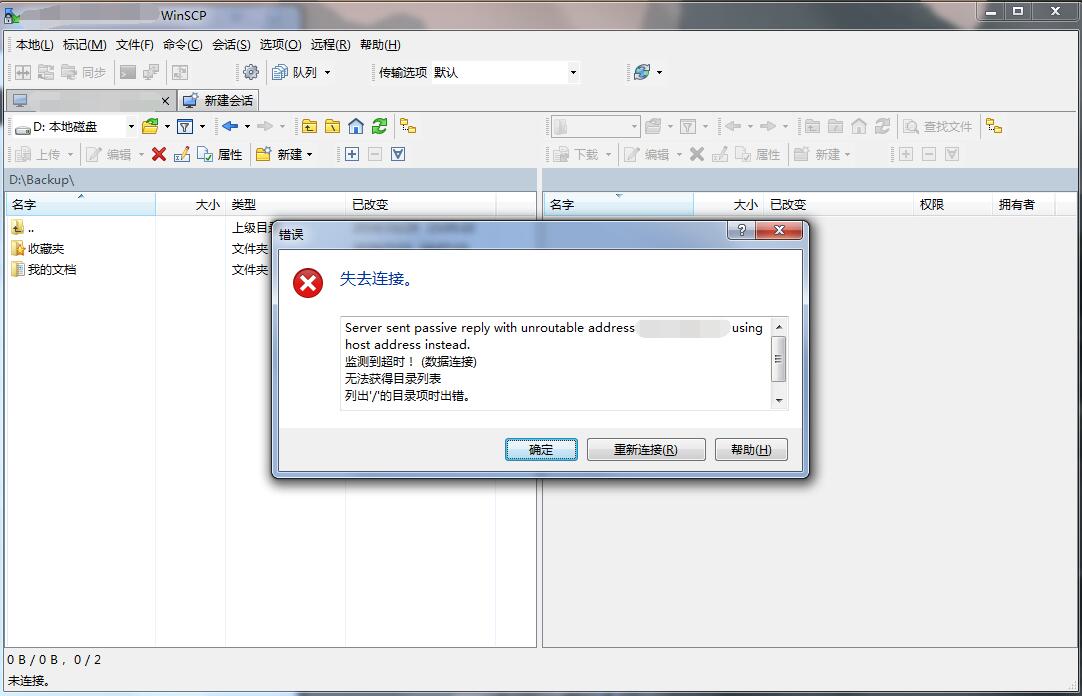 WinSCP
本地(L) 标记(M) 文件(F) 命令(C) 会话(S) 选项(O) 远程(R) 帮助(H)
同步 队列 传输选项 默认
新建会话
D: 本地磁盘 查找文件
上传 编辑 属性 新建 下载 编辑 属性 新建
D:\Backup\
名字 大小 类型 已改变 名字 大小 已改变 权限 拥有者
.. 上级目
收藏夹 文件夹
我的文档 文件夹
错误
失去连接。
Server sent passive reply with unroutable address using
host address instead.
监测到超时！ (数据连接)
无法获得目录列表
列出'/'的目录项时出错。
确定 重新连接(R) 帮助(H)
0 B / 0 B， 0 / 2
未连接。